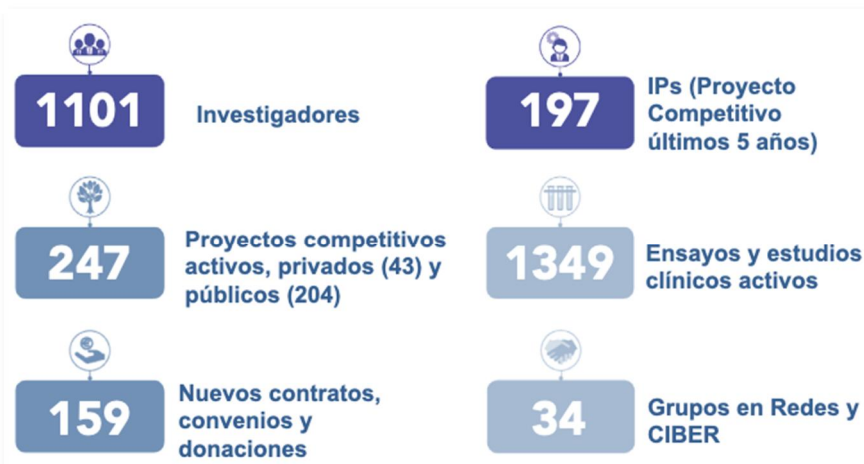 1101
Investigadores
197
IPs (Proyecto
Competitivo
últimos 5 años)
247
Proyectos competitivos
activos, privados (43) y
públicos (204)
1349
Ensayos y estudios
clínicos activos
159
Nuevos contratos,
convenios y
donaciones
34
Grupos en Redes y
CIBER